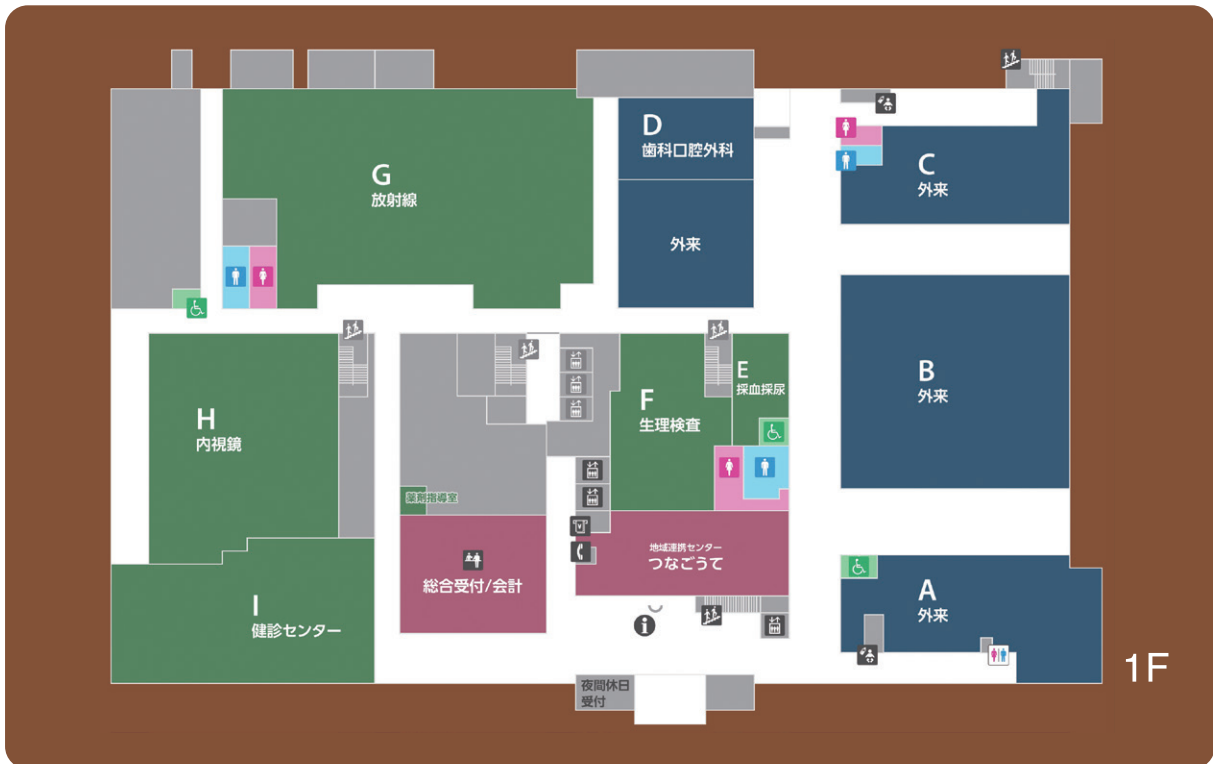 D
歯科口腔外科
G
放射線
C
外来
外来
B
外来
E
採血採尿
F
生理検査
H
内視鏡
薬剤指導室
地域連携センター
つなごうて
総合受付/会計
A
外来
I
健診センター
i
1F
夜間休日
受付